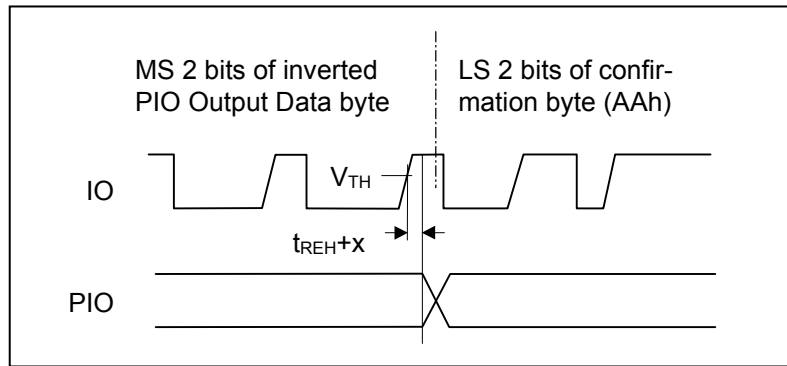 MS 2 bits of inverted
PIO Output Data byte
LS 2 bits of confir-
mation byte (AAh)
IO
VTH
tREH+x
PIO